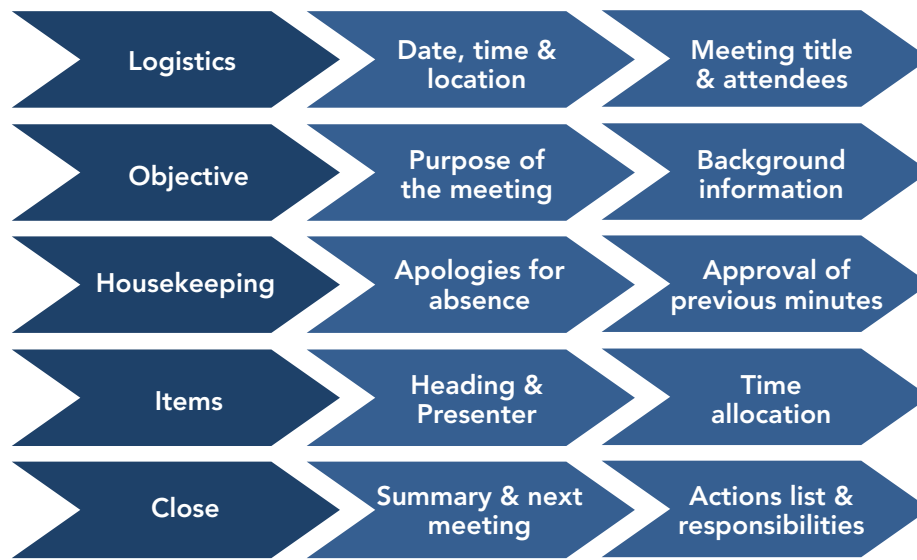 Logistics
Date, time &
location
Meeting title
& attendees
Objective
Purpose of
the meeting
Background
information
Housekeeping
Apologies for
absence
Approval of
previous minutes
Items
Heading &
Presenter
Time
allocation
Close
Summary & next
meeting
Actions list &
responsibilities